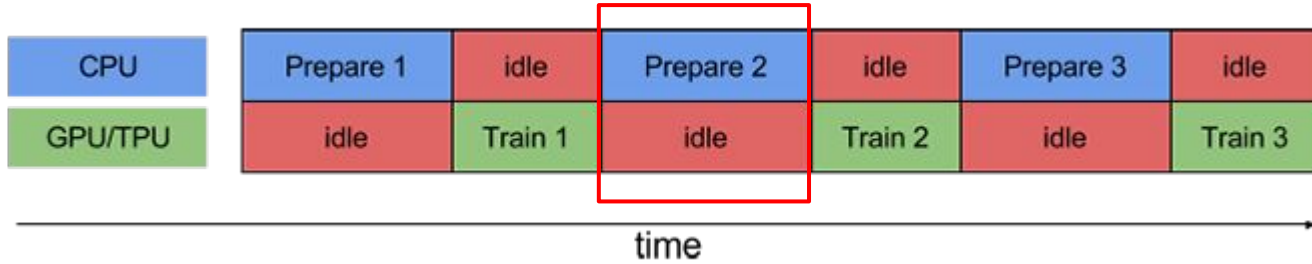 CPU Prepare 1 idle Prepare 2 idle Prepare 3 idle
GPU/TPU idle Train 1 idle Train 2 idle Train 3
time